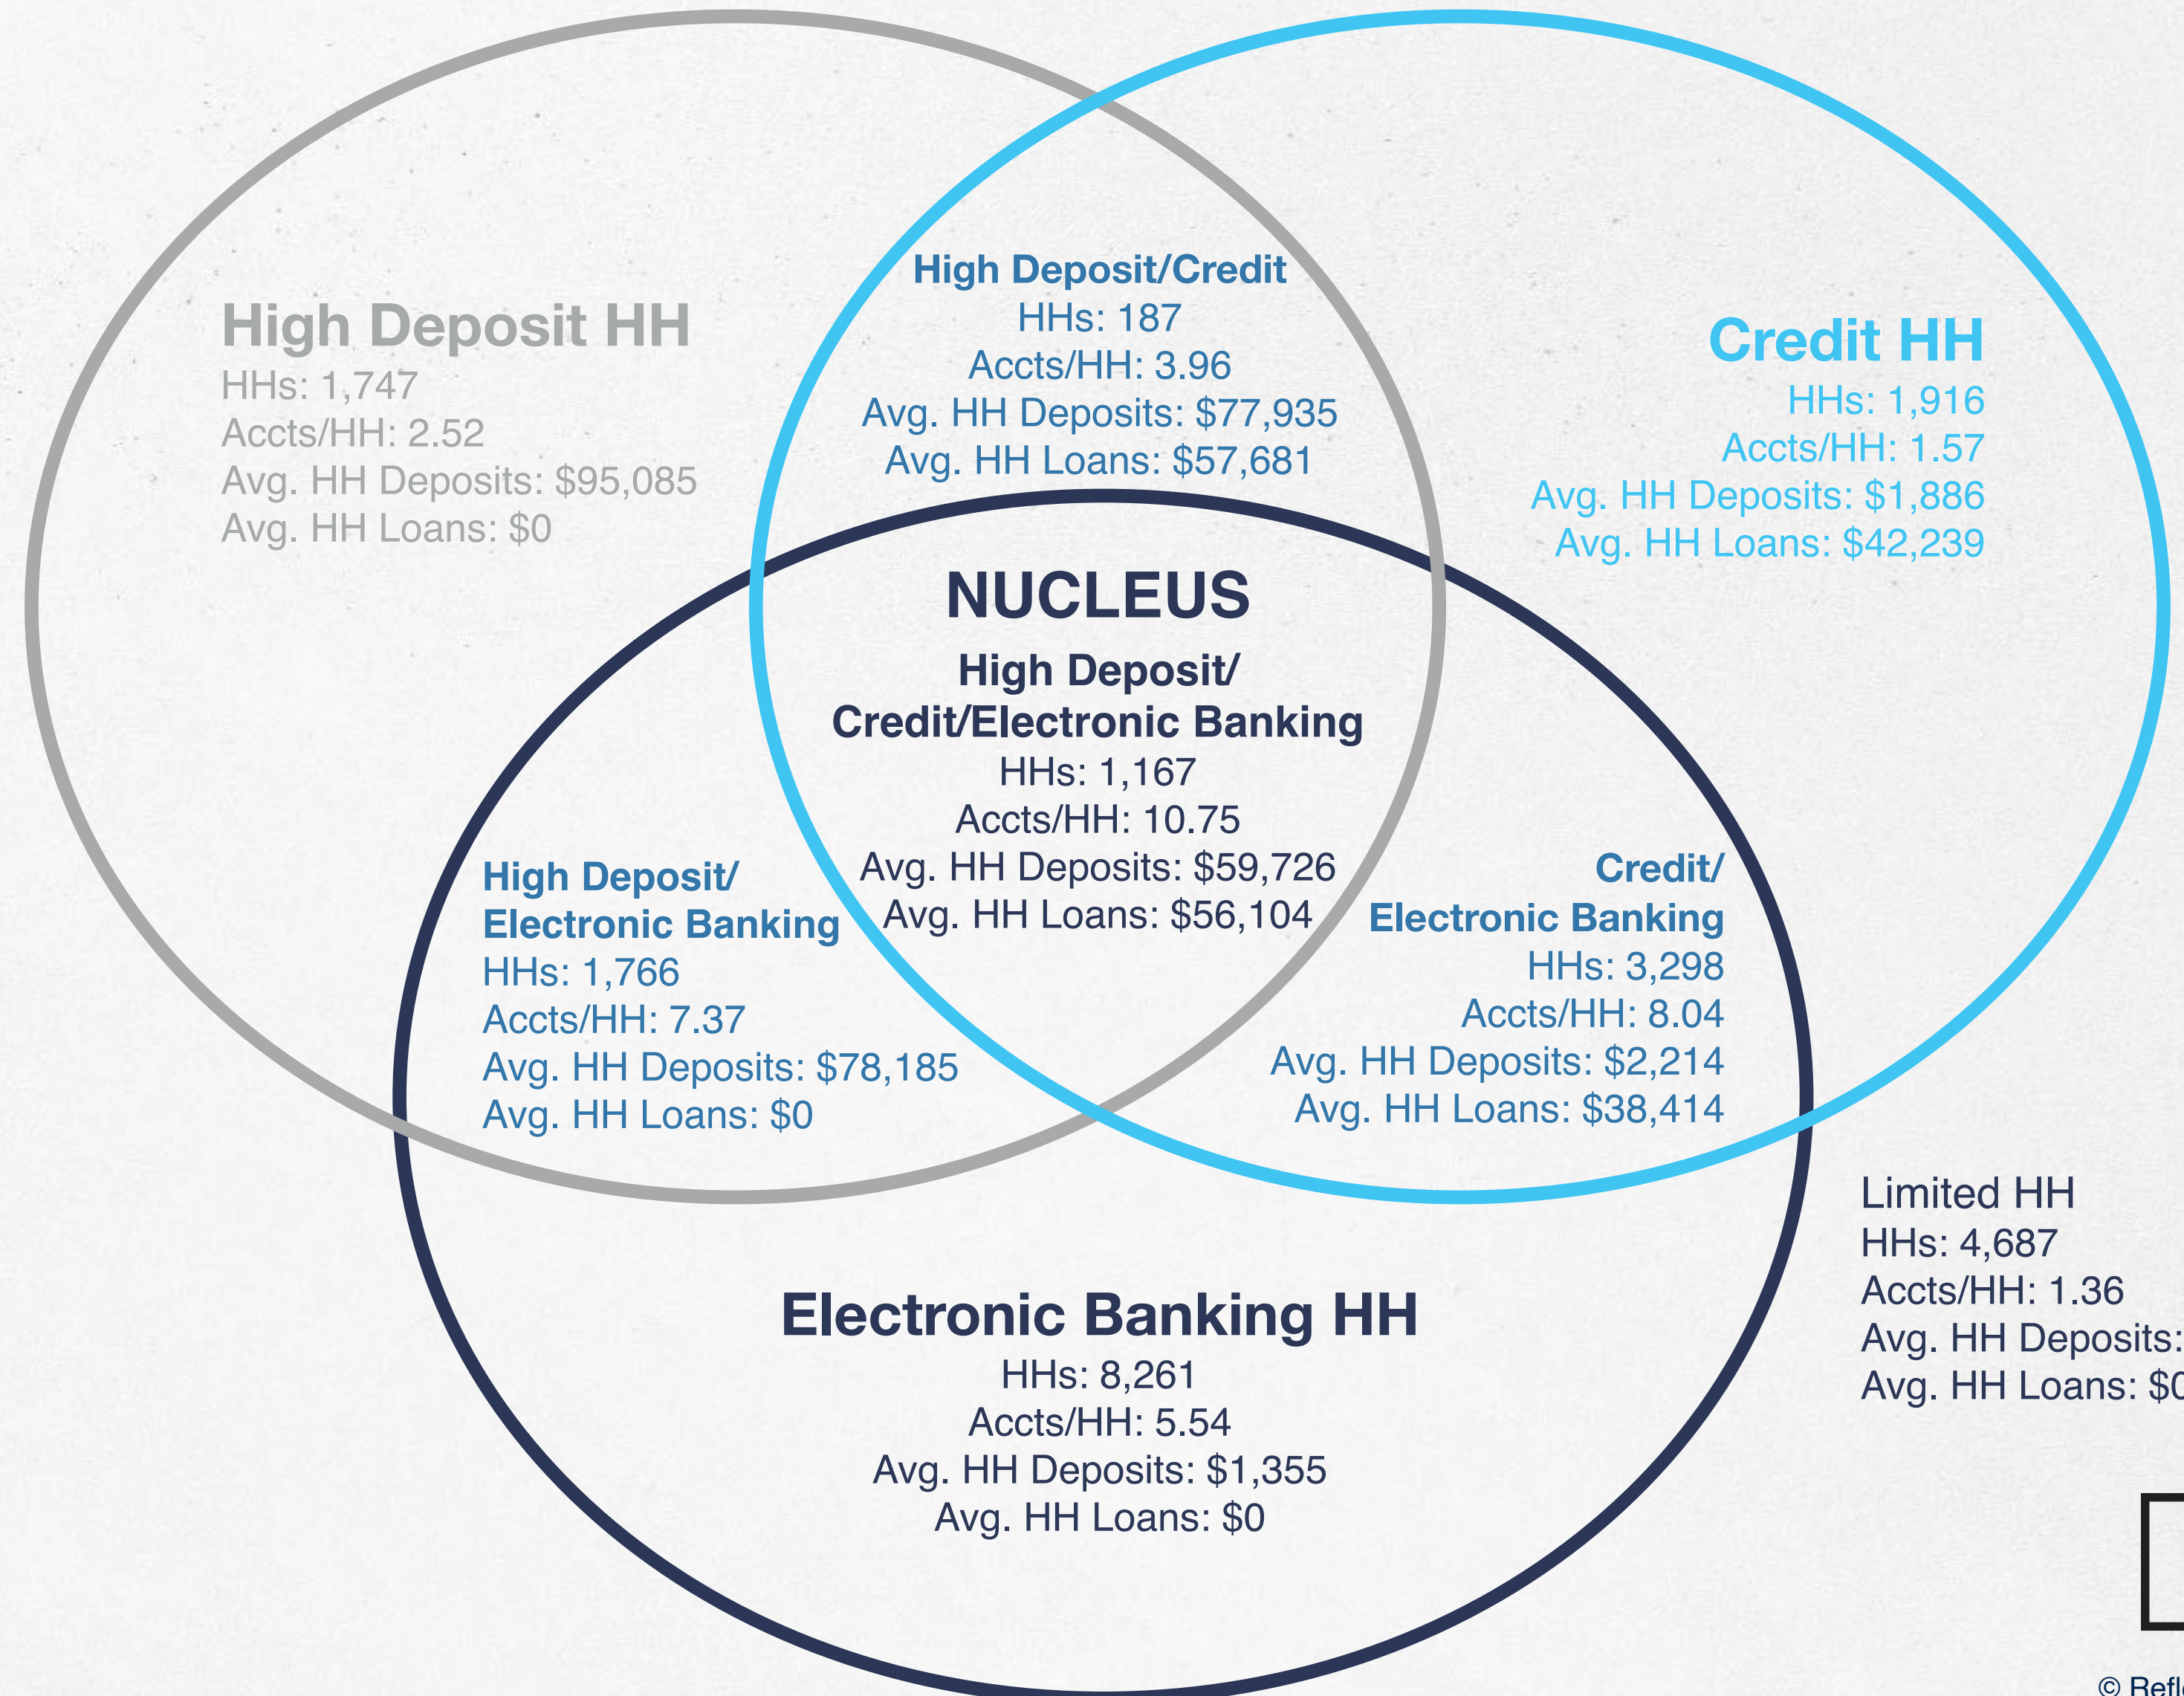 High Deposit HH
HHs: 1,747
Accts/HH: 2.52
Avg. HH Deposits: $95,085
Avg. HH Loans: $0
High Deposit/Credit
HHs: 187
Accts/HH: 3.96
Avg. HH Deposits: $77,935
Avg. HH Loans: $57,681
Credit HH
HHs: 1,916
Accts/HH: 1.57
Avg. HH Deposits: $1,886
Avg. HH Loans: $42,239
NUCLEUS
High Deposit/
Credit/Electronic Banking
HHs: 1,167
Accts/HH: 10.75
Avg. HH Deposits: $59,726
Avg. HH Loans: $56,104
High Deposit/
Electronic Banking
HHs: 1,766
Accts/HH: 7.37
Avg. HH Deposits: $78,185
Avg. HH Loans: $0
Credit/
Electronic Banking
HHs: 3,298
Accts/HH: 8.04
Avg. HH Deposits: $2,214
Avg. HH Loans: $38,414
Electronic Banking HH
HHs: 8,261
Accts/HH: 5.54
Avg. HH Deposits: $1,355
Avg. HH Loans: $0
Limited HH
HHs: 4,687
Accts/HH: 1.36
Avg. HH Deposits:
Avg. HH Loans: $0
©